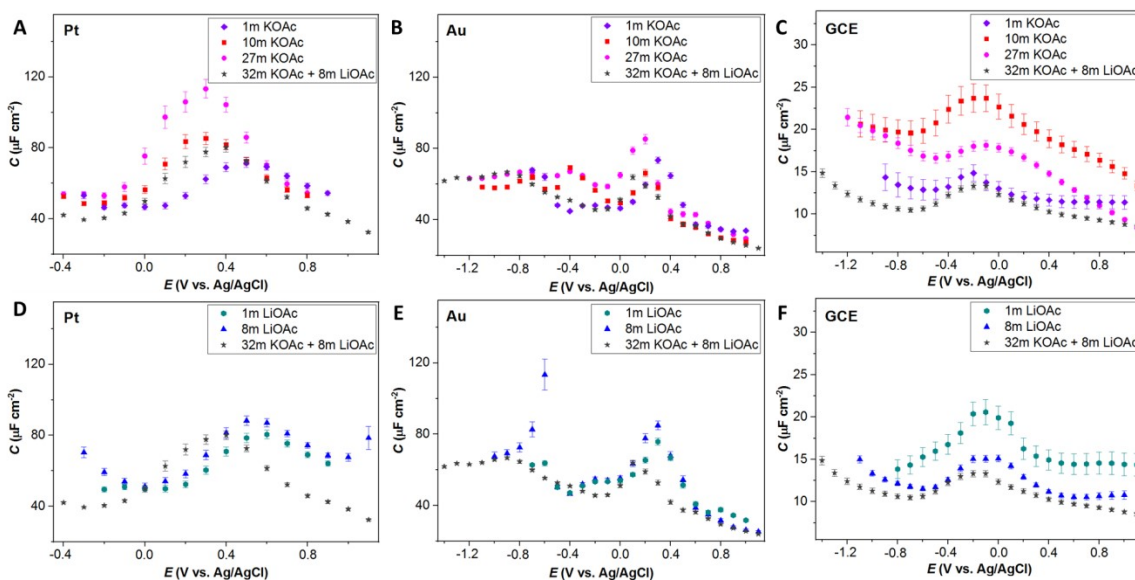 A Pt
1m KOAc
10m KOAc
27m KOAc
32m KOAc + 8m LiOAc
120
80
40
C (μF cm⁻²)
-0.4 0.0 0.4 0.8
E (V vs. Ag/AgCl)
B Au
1m KOAc
10m KOAc
27m KOAc
32m KOAc + 8m LiOAc
120
80
40
C (μF cm⁻²)
-1.2 -0.8 -0.4 0.0 0.4 0.8
E (V vs. Ag/AgCl)
C GCE
1m KOAc
10m KOAc
27m KOAc
32m KOAc + 8m LiOAc
30
25
20
15
10
C (μF cm⁻²)
-1.2 -0.8 -0.4 0.0 0.4 0.8
E (V vs. Ag/AgCl)
D Pt
1m LiOAc
8m LiOAc
32m KOAc + 8m LiOAc
120
80
40
C (μF cm⁻²)
-0.4 0.0 0.4 0.8
E (V vs. Ag/AgCl)
E Au
1m LiOAc
8m LiOAc
32m KOAc + 8m LiOAc
120
80
40
C (μF cm⁻²)
-1.2 -0.8 -0.4 0.0 0.4 0.8
E (V vs. Ag/AgCl)
F GCE
1m LiOAc
8m LiOAc
32m KOAc + 8m LiOAc
30
25
20
15
10
C (μF cm⁻²)
-1.2 -0.8 -0.4 0.0 0.4 0.8
E (V vs. Ag/AgCl)